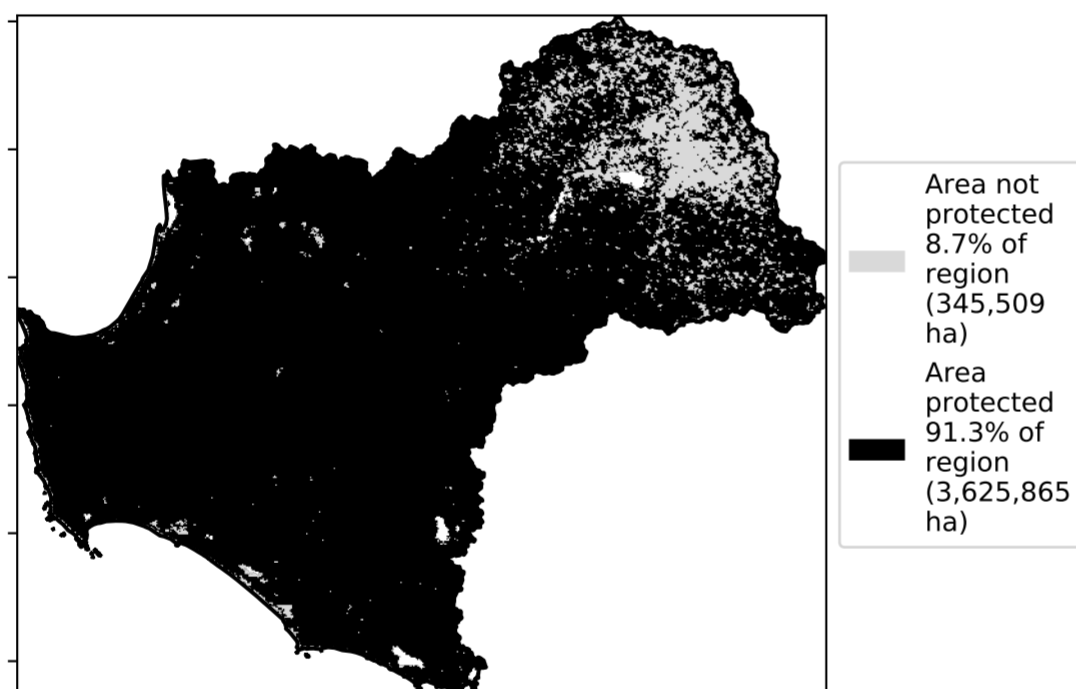 Area not
protected
8.7% of
region
(345,509
ha)
Area
protected
91.3% of
region
(3,625,865
ha)